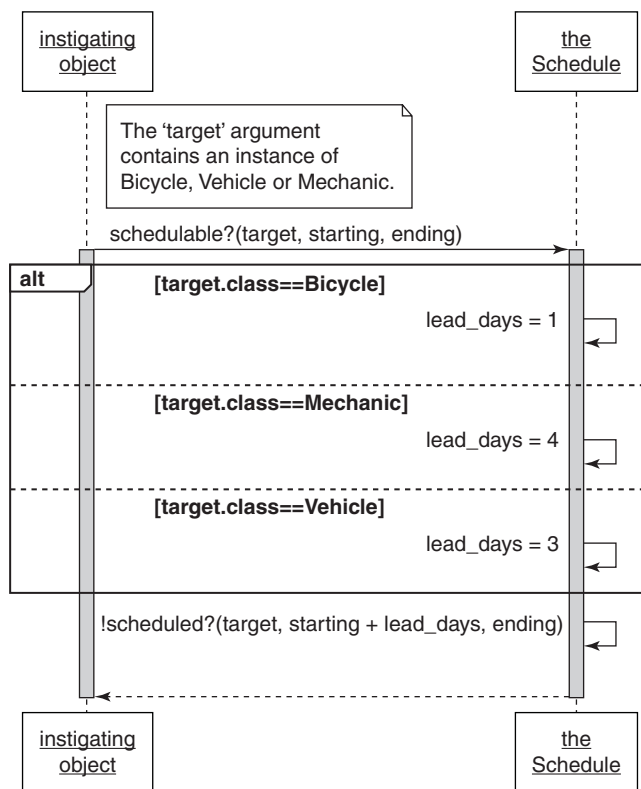 instigating
object
the
Schedule
The ‘target’ argument
contains an instance of
Bicycle, Vehicle or Mechanic.
schedulable?(target, starting, ending)
alt
[target.class==Bicycle]
lead_days = 1
[target.class==Mechanic]
lead_days = 4
[target.class==Vehicle]
lead_days = 3
!scheduled?(target, starting + lead_days, ending)
instigating
object
the
Schedule